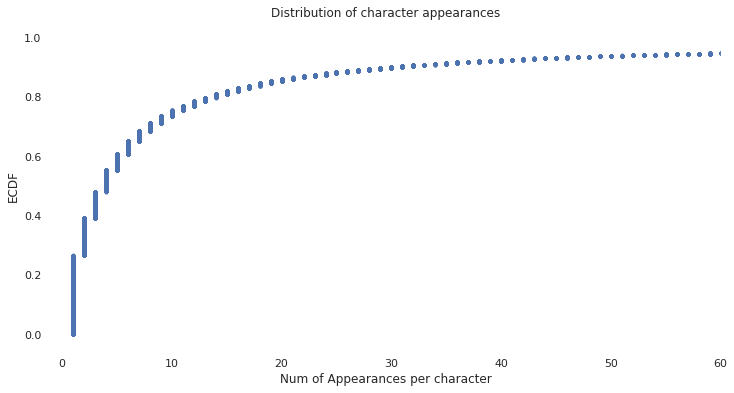 Distribution of character appearances
1.0
0.8
0.6
0.4
0.2
0.0
ECDF
0 10 20 30 40 50 60
Num of Appearances per character